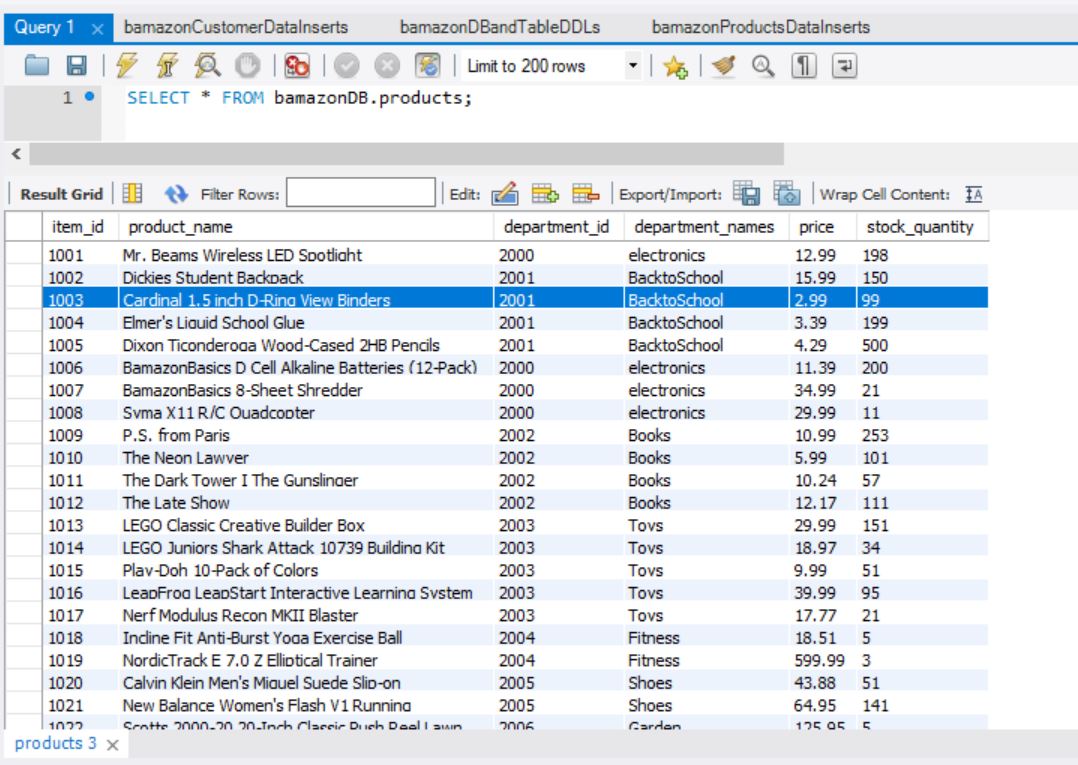 Query 1 bamazonCustomerDataInserts bamazonDBandTableDDLs bamazonProductsDataInserts
Limit to 200 rows
1 SELECT * FROM bamazonDB.products;
Result Grid Filter Rows: Edit: Export/Import: Wrap Cell Content:
item_id product_name department_id department_names price stock_quantity
1001 Mr. Beams Wireless LED Spotlight 2000 electronics 12.99 198
1002 Dickies Student Backpack 2001 BacktoSchool 15.99 150
1003 Cardinal 1.5 inch D-Ring View Binders 2001 BacktoSchool 2.99 99
1004 Elmer's Liquid School Glue 2001 BacktoSchool 3.39 199
1005 Dixon Ticonderoga Wood-Cased 2HB Pencils 2001 BacktoSchool 4.29 500
1006 BamazonBasics D Cell Alkaline Batteries (12-Pack) 2000 electronics 11.39 200
1007 BamazonBasics 8-Sheet Shredder 2000 electronics 34.99 21
1008 Syma X11 R/C Quadcopter 2000 electronics 29.99 11
1009 P.S. from Paris 2002 Books 10.99 253
1010 The Neon Lawyer 2002 Books 5.99 101
1011 The Dark Tower I The Gunslinger 2002 Books 10.24 57
1012 The Late Show 2002 Books 12.17 111
1013 LEGO Classic Creative Builder Box 2003 Toys 29.99 151
1014 LEGO Juniors Shark Attack 10739 Building Kit 2003 Toys 18.97 34
1015 Play-Doh 10-Pack of Colors 2003 Toys 9.99 51
1016 LeapFrog LeapStart Interactive Learning System 2003 Toys 39.99 95
1017 Nerf Modulus Recon MKII Blaster 2003 Toys 17.77 21
1018 Incline Fit Anti-Burst Yoga Exercise Ball 2004 Fitness 18.51 5
1019 NordicTrack E 7.0 Z Elliptical Trainer 2004 Fitness 599.99 3
1020 Calvin Klein Men's Miguel Suede Slip-on 2005 Shoes 43.88 51
1021 New Balance Women's Flash V1 Running 2005 Shoes 64.95 141
1022 Scotts 2000-20 20-Inch Classic Push Reel Lawn 2006 Garden 125.95 5
products 3